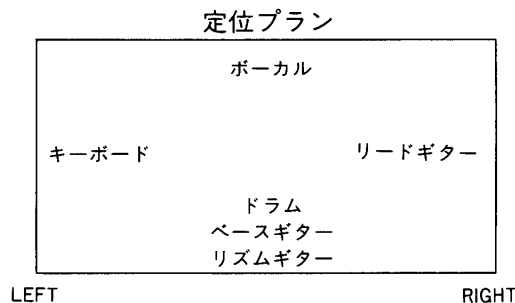 定位プラン
ボーカル
キーボード リードギター
ドラム
ベースギター
リズムギター
LEFT RIGHT